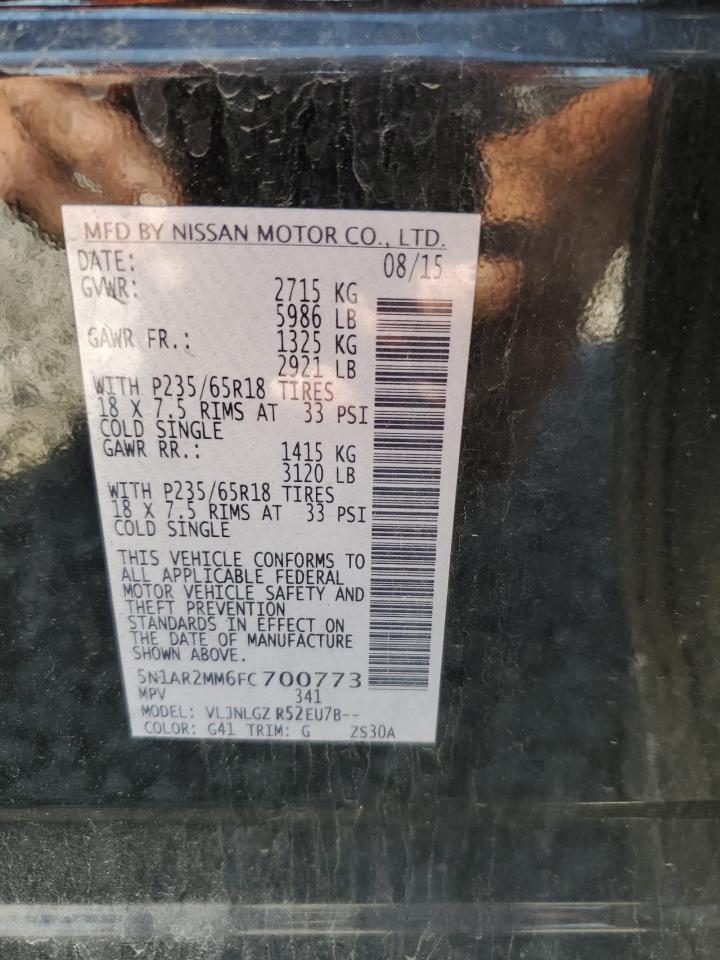 MFD BY NISSAN MOTOR CO., LTD.
DATE: 08/15
GVWR: 2715 KG
5986 LB
GAWR FR.: 1325 KG
2921 LB
WITH P235/65R18 TIRES
18 X 7.5 RIMS AT 33 PSI
COLD SINGLE
GAWR RR.: 1415 KG
3120 LB
WITH P235/65R18 TIRES
18 X 7.5 RIMS AT 33 PSI
COLD SINGLE
THIS VEHICLE CONFORMS TO
ALL APPLICABLE FEDERAL
MOTOR VEHICLE SAFETY AND
THEFT PREVENTION
STANDARDS IN EFFECT ON
THE DATE OF MANUFACTURE
SHOWN ABOVE.
5N1AR2MM6FC700773
MPV 341
MODEL: VLJNLGZ R52EU7B--
COLOR: G41 TRIM: G ZS30A